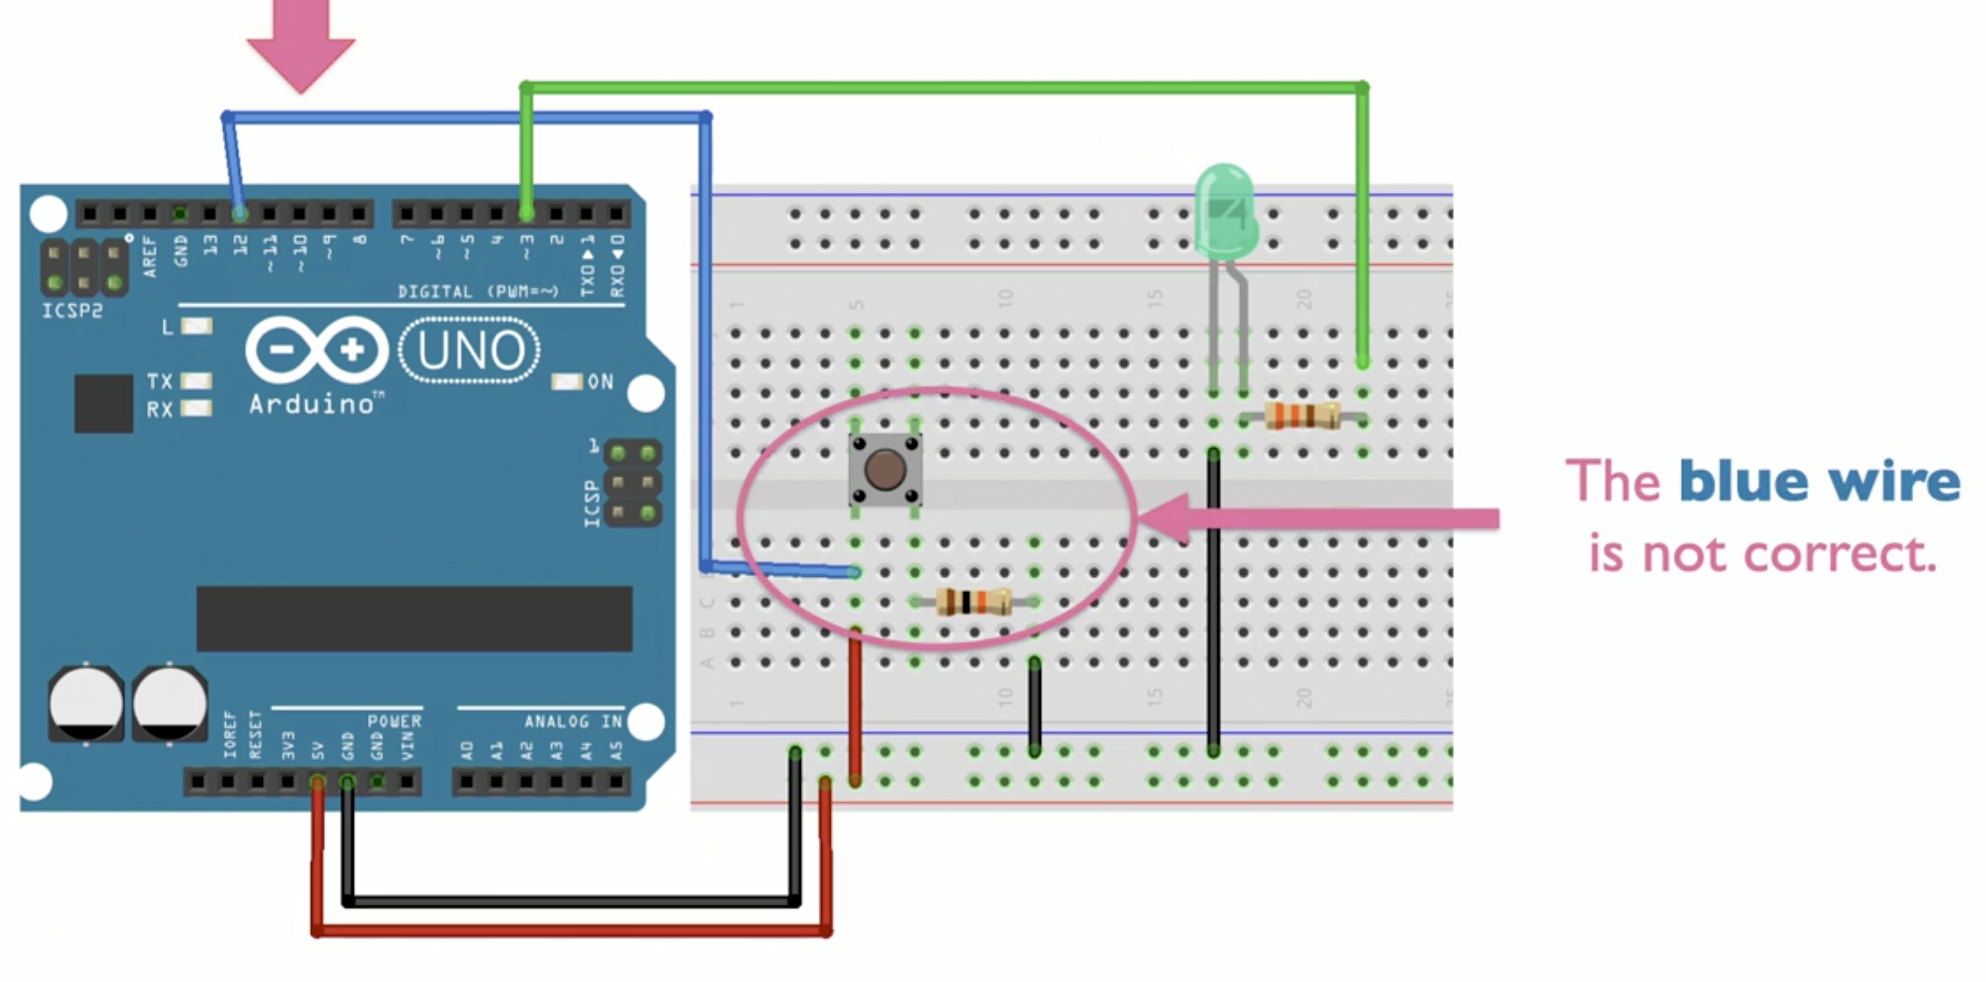 AREF
GND
13
12
~11
~10
~9
8
7
~6
~5
4
~3
2
TX0▶1
RX0◀0
DIGITAL (PWM=~)
ICSP2
L
TX
RX
UNO
Arduino™
ON
1
ICSP
IOREF
RESET
3V3
5V
GND
GND
VIN
POWER
ANALOG IN
A0
A1
A2
A3
A4
A5
1
5
10
15
20
C
B
A
1
10
15
20
The blue wire
is not correct.